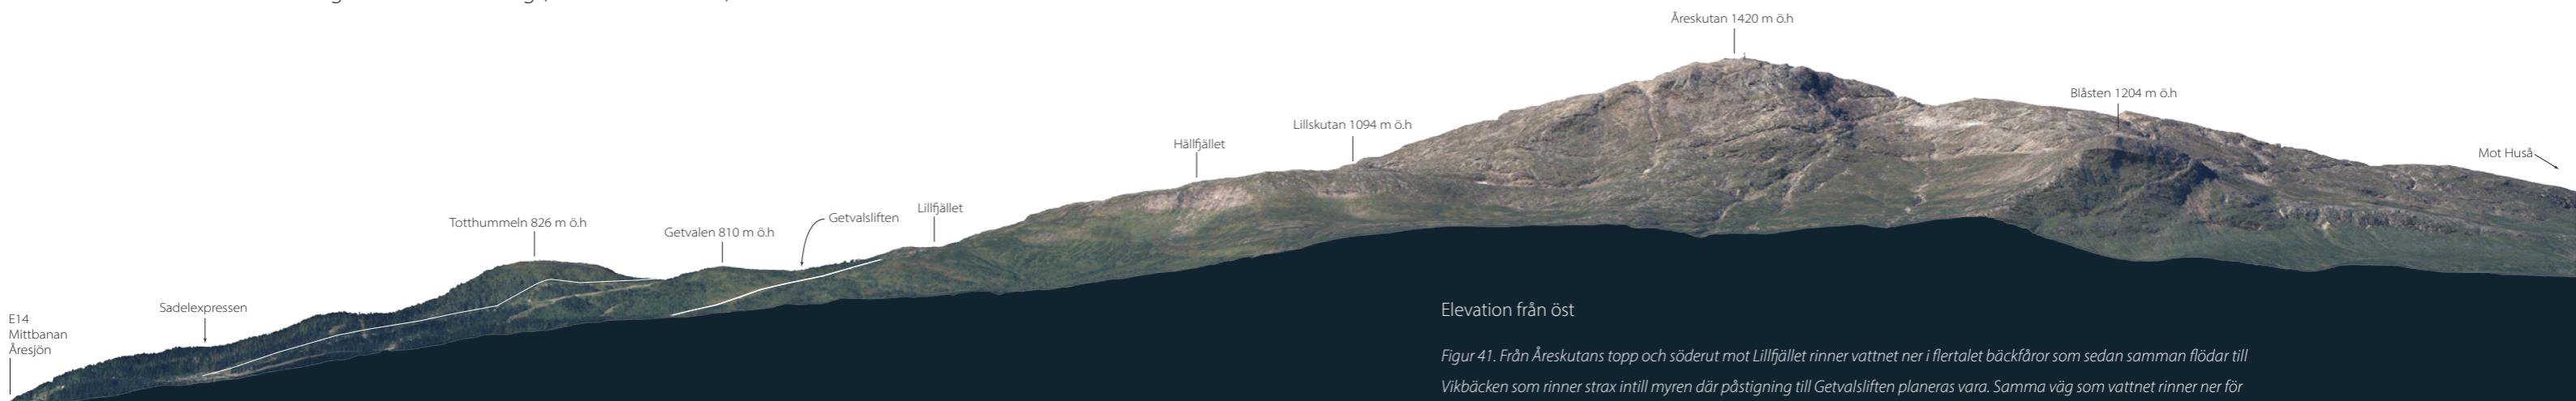 Åreskutan 1420 m ö.h
Blåsten 1204 m ö.h
Lillskutan 1094 m ö.h
Hällfjället
Mot Huså
Lillfjället
Getvalsliften
Totthummeln 826 m ö.h
Getvalen 810 m ö.h
Sadelexpressen
E14
Mittbanan
Åresjön
Elevation från öst
Figur 41. Från Åreskutans topp och söderut mot Lillfjället rinner vattnet ner i flertalet bäckfåror som sedan samman flödar till
Vikbäcken som rinner strax intill myren där påstigning till Getvalsliften planeras vara. Samma väg som vattnet rinner ner för